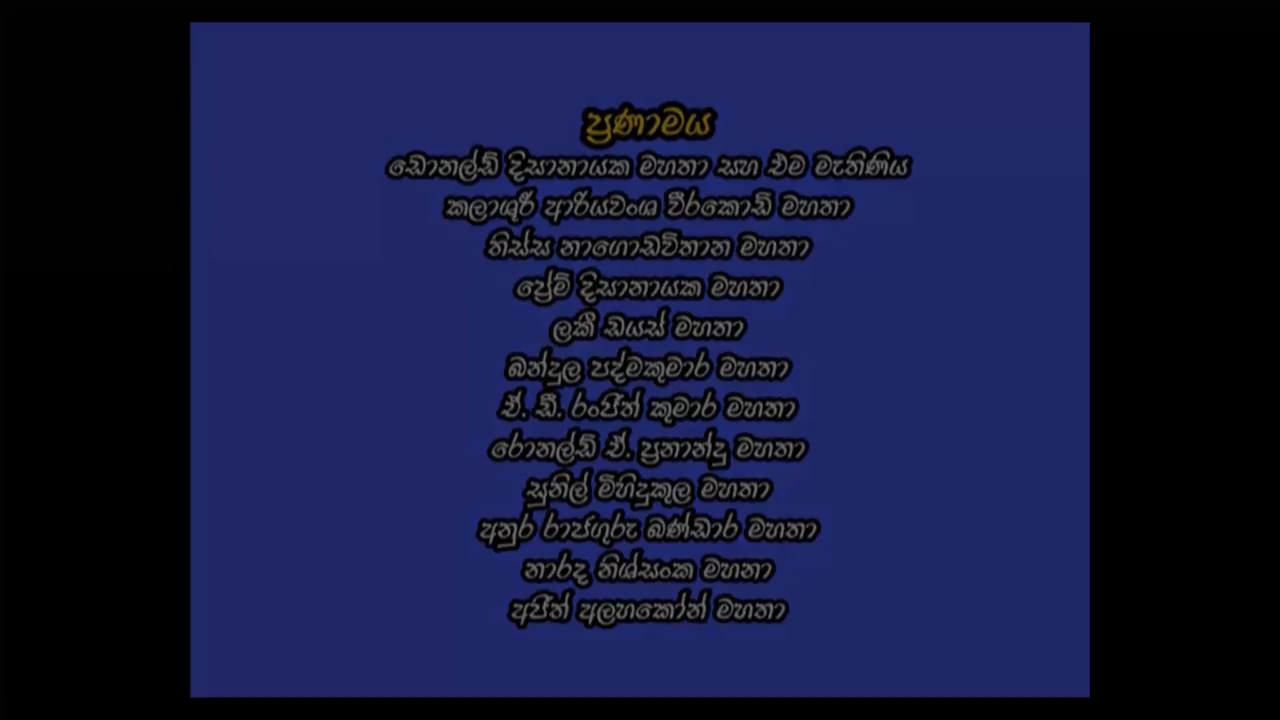 ප්‍රණාමය
ඩොනල්ඩ් දිසානායක මහතා සහ එම මැතිණිය
කලාශූරී ආරියවංශ වීරකොඩි මහතා
තිස්ස නාගොඩවිතාන මහතා
ප්‍රේම් දිසානායක මහතා
ලකී ඩයස් මහතා
බන්දුල පද්මකුමාර මහතා
ඒ. ඩී. රංජිත් කුමාර මහතා
රොනල්ඩ් ඒ. ප්‍රනාන්දු මහතා
සුනිල් මිහිදුකුල මහතා
අනුර රාජගුරු බණ්ඩාර මහතා
නාරද නිශ්සංක මහනා
අජිත් අලහකෝන් මහතා